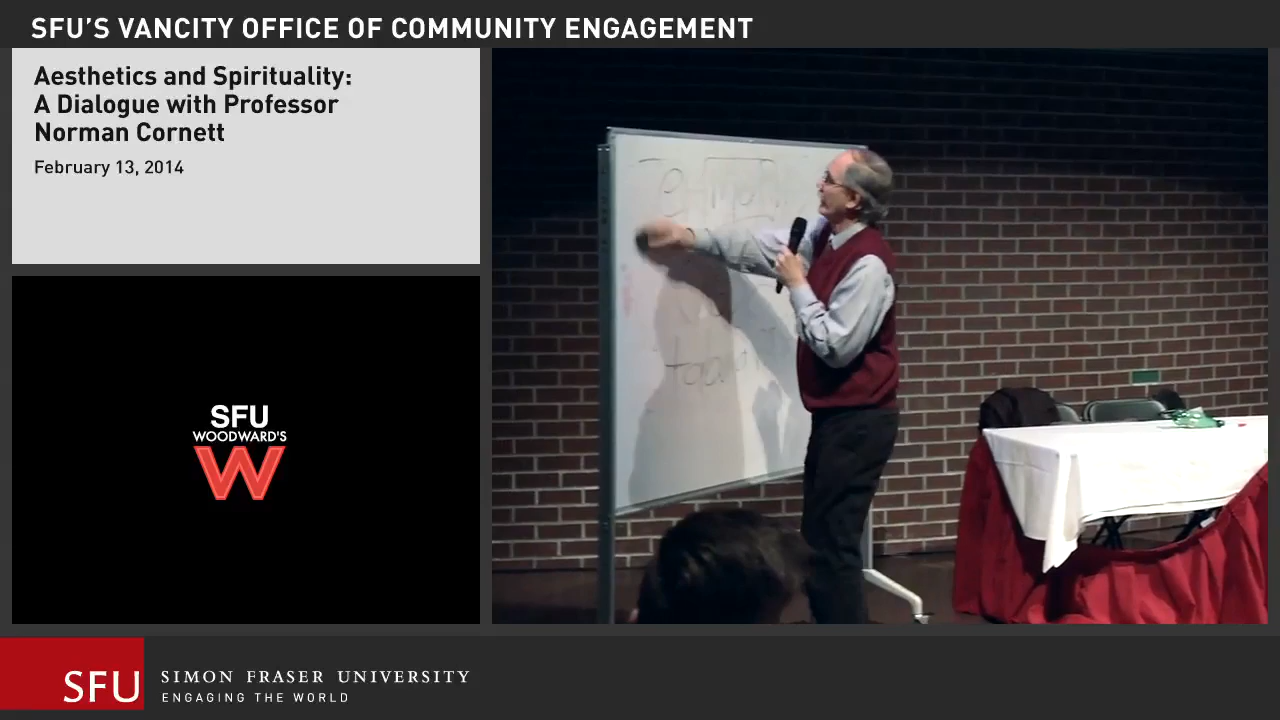 SFU'S VANCITY OFFICE OF COMMUNITY ENGAGEMENT
Aesthetics and Spirituality:
A Dialogue with Professor
Norman Cornett
February 13, 2014
SFU
WOODWARD'S
W
SFU
SIMON FRASER UNIVERSITY
ENGAGING THE WORLD